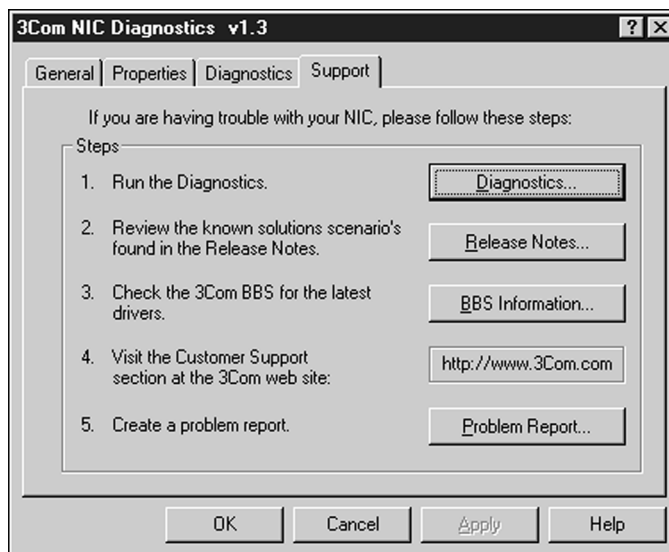 3Com NIC Diagnostics v1.3
General Properties Diagnostics Support
If you are having trouble with your NIC, please follow these steps:
Steps
1. Run the Diagnostics.
Diagnostics...
2. Review the known solutions scenario's
found in the Release Notes.
Release Notes...
3. Check the 3Com BBS for the latest
drivers.
BBS Information...
4. Visit the Customer Support
section at the 3Com web site:
http://www.3Com.com
5. Create a problem report.
Problem Report...
OK Cancel Apply Help